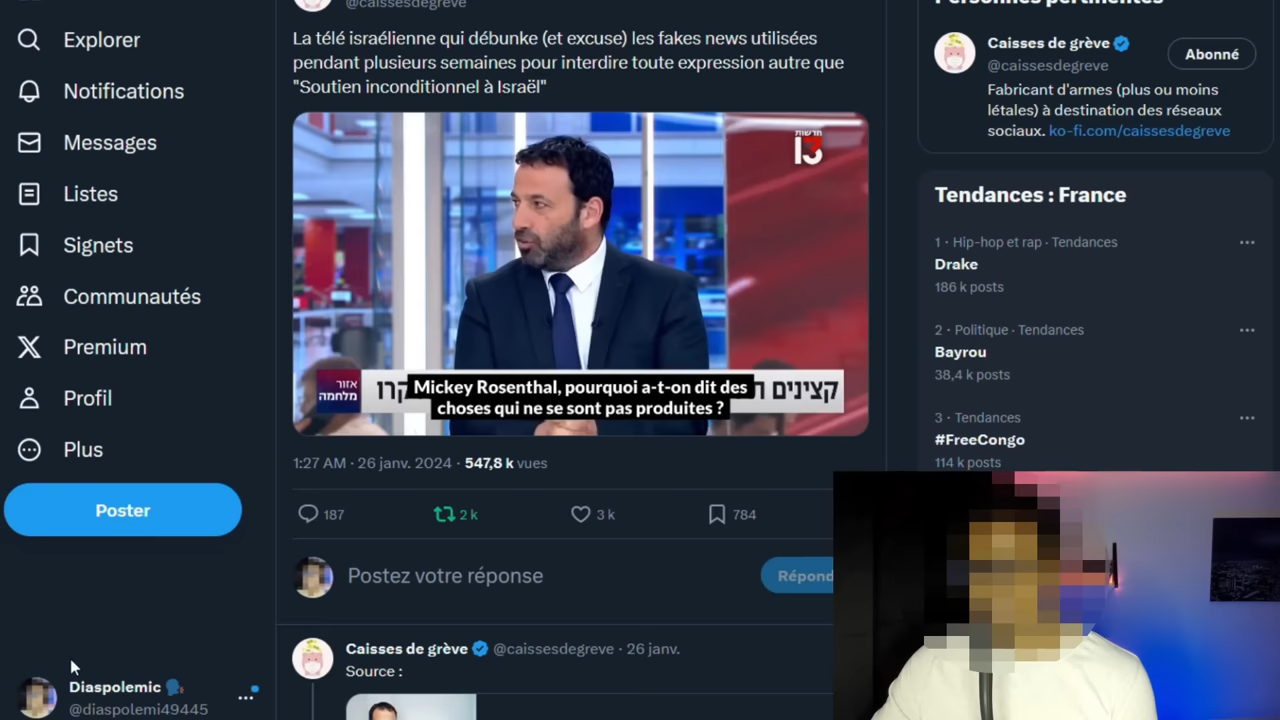 Explorer
Notifications
Messages
Listes
Signets
Communautés
Premium
Profil
Plus
Poster
Diaspolemic
@diaspolemi49445
@caissesdegreve
La télé israélienne qui débunke (et excuse) les fakes news utilisées
pendant plusieurs semaines pour interdire toute expression autre que
"Soutien inconditionnel à Israël"
חדשות
13
אזור
מלחמה
קצינים
Mickey Rosenthal, pourquoi a-t-on dit des
choses qui ne se sont pas produites ?
1:27 AM · 26 janv. 2024 · 547,8 k vues
187
2 k
3 k
784
Postez votre réponse
Répond
Caisses de grève @caissesdegreve · 26 janv.
Source :
Personnes pertinentes
Caisses de grève
@caissesdegreve
Abonné
Fabricant d'armes (plus ou moins
létales) à destination des réseaux
sociaux. ko-fi.com/caissesdegreve
Tendances : France
1 · Hip-hop et rap · Tendances
Drake
186 k posts
2 · Politique · Tendances
Bayrou
38,4 k posts
3 · Tendances
#FreeCongo
114 k posts